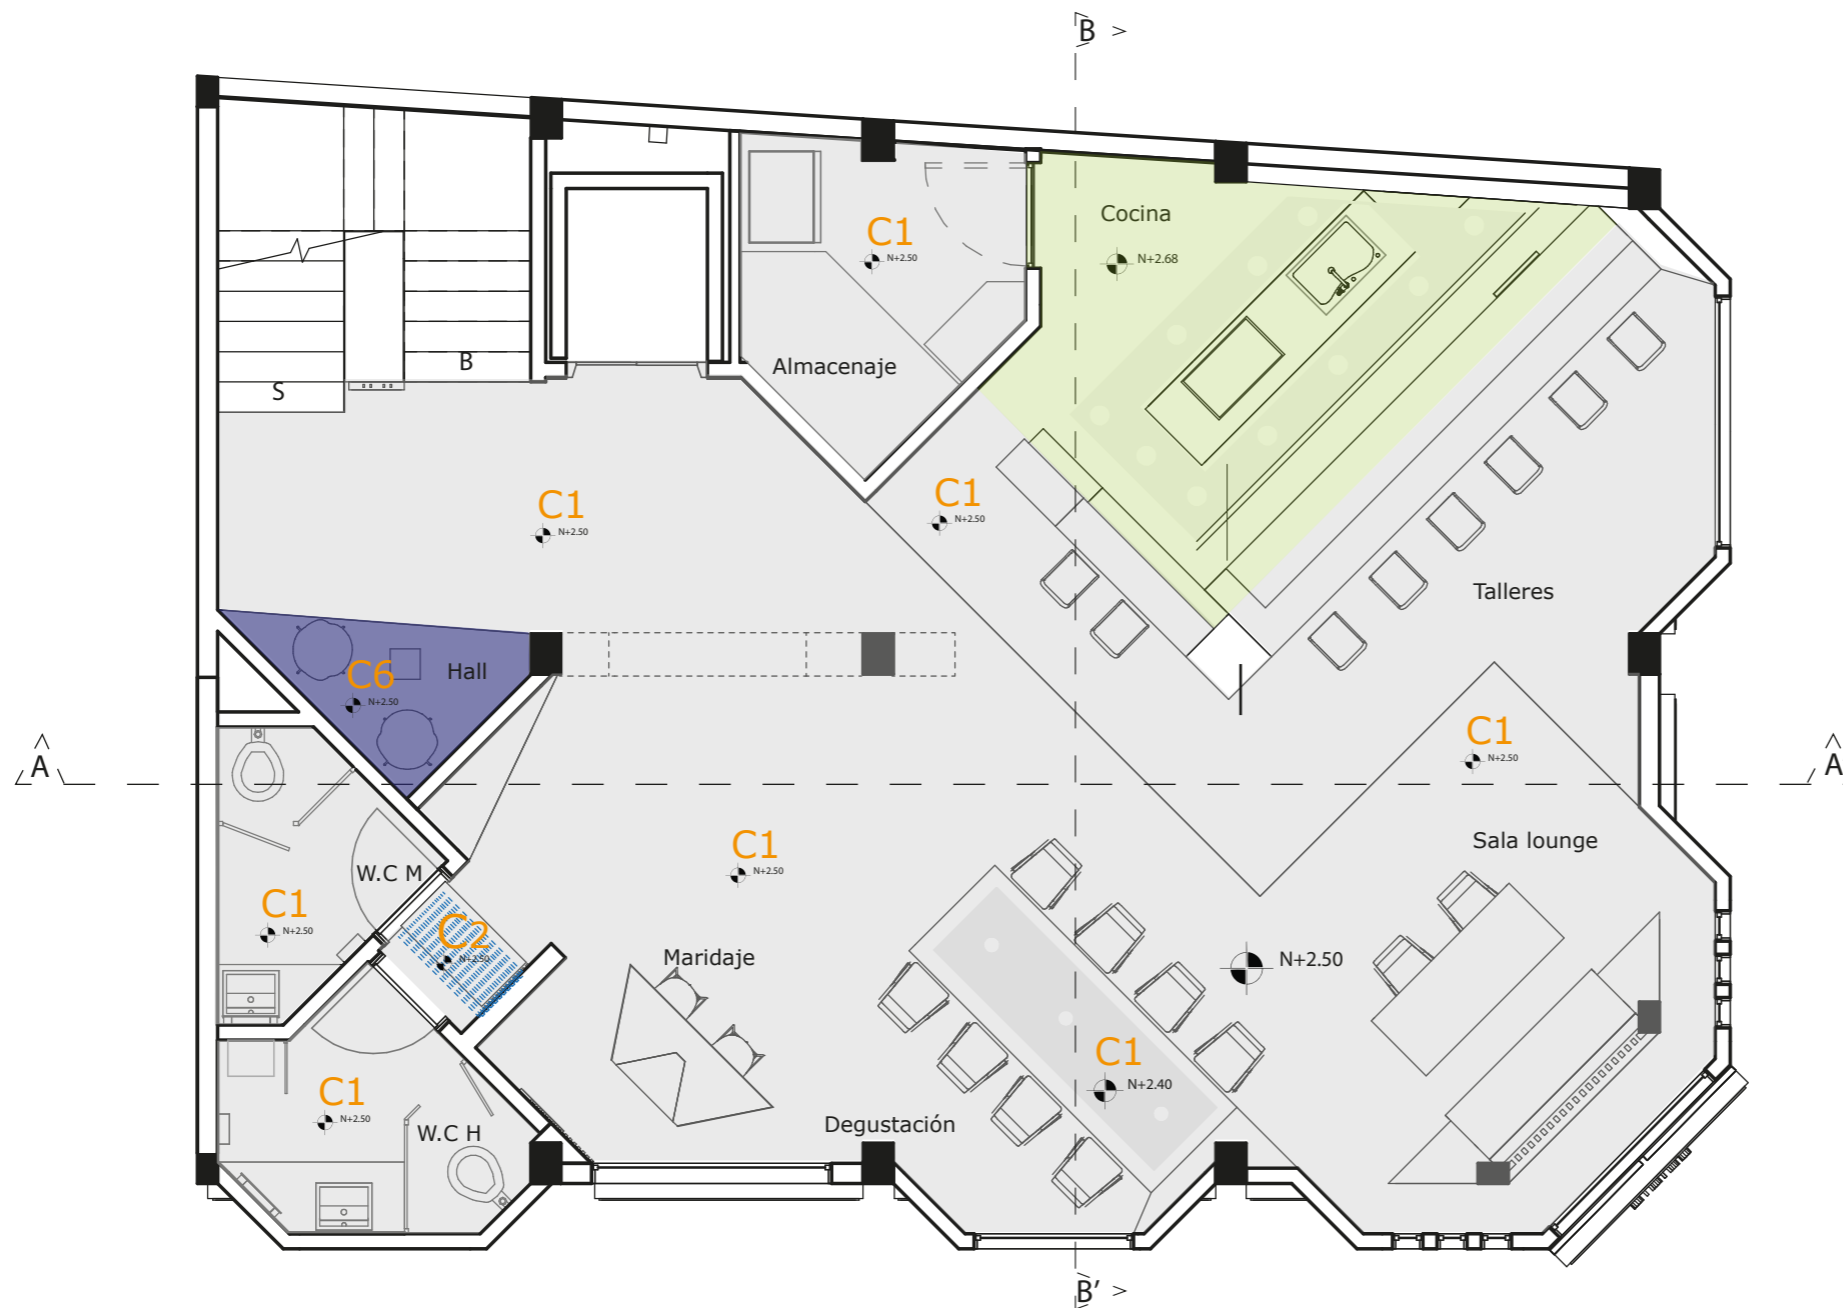 B >
Cocina
N+2.68
C1
N+2.50
Almacenaje
B
S
C1
N+2.50
C1
N+2.50
Talleres
Hall
C6
N+2.50
C1
N+2.50
A
A
Sala lounge
C1
N+2.50
W.C M
C1
N+2.50
C2
N+2.50
Maridaje
N+2.50
C1
N+2.40
Degustación
C1
N+2.50
W.C H
B' >